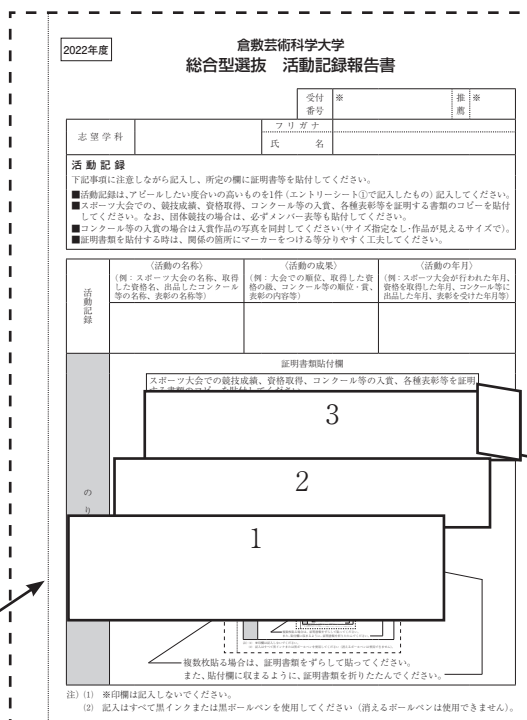 2022年度
倉敷芸術科学大学
総合型選抜 活動記録報告書
受付番号
※
推薦
※
志望学科
フリガナ
氏名
活動記録
下記事項に注意しながら記入し、所定の欄に証明書等を貼付してください。
■活動記録は、アピールしたい度合いの高いものを1件(エントリーシート①で記入したもの)記入してください。
■スポーツ大会での、競技成績、資格取得、コンクール等の入賞、各種表彰等を証明する書類のコピーを貼付
してください。なお、団体競技の場合は、必ずメンバー表等も貼付してください。
■コンクール等の入賞の場合は入賞作品の写真を同封してください(サイズ指定なし・作品が見えるサイズで)。
■証明書類を貼付する時は、関係の箇所にマーカーをつける等分りやすく工夫してください。
活動記録
〈活動の名称〉
(例:スポーツ大会の名称、取得
した資格名、出品したコンクール
等の名称、表彰の名称等)
〈活動の成果〉
(例:大会での順位、取得した資
格の級、コンクール等の順位・賞、
表彰の内容等)
〈活動の年月〉
(例:スポーツ大会が行われた年月、
資格を取得した年月、コンクール等に
出品した年月、表彰を受けた年月等)
証明書類貼付欄
スポーツ大会での競技成績、資格取得、コンクール等の入賞、各種表彰等を証明
3
2
のり
1
複数枚貼る場合は、証明書類をずらして貼ってください。
また、貼付欄に収まるように、証明書類を折りたたんでください。
注)(1) ※印欄は記入しないでください。
(2) 記入はすべて黒インクまたは黒ボールペンを使用してください(消えるボールペンは使用できません)。